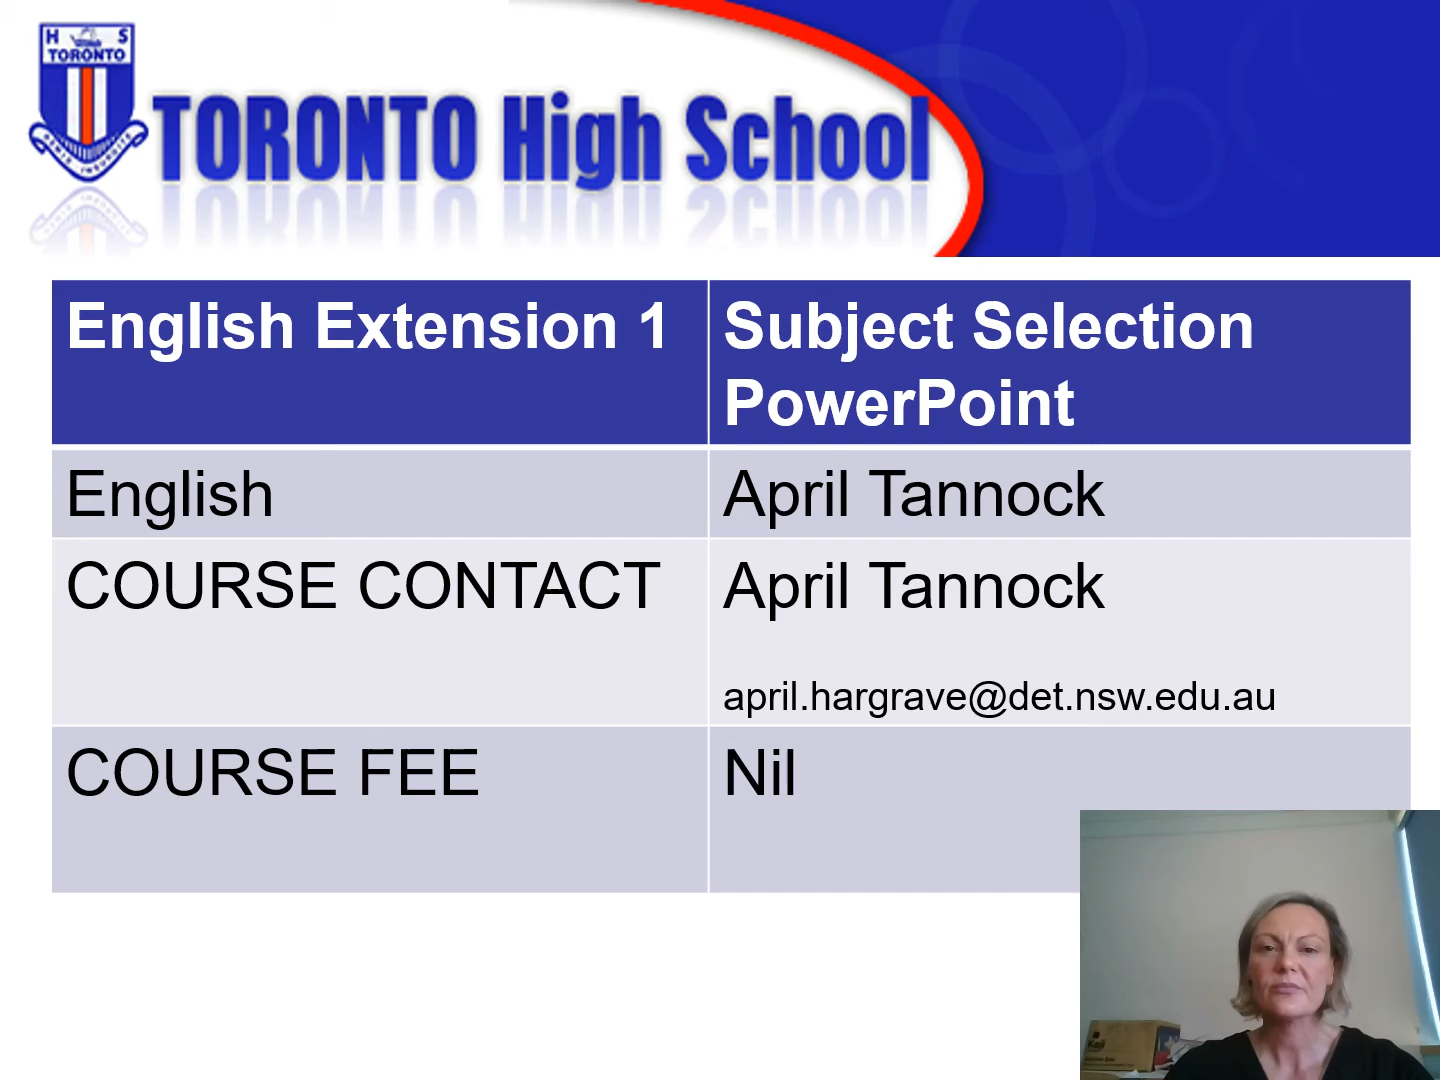 H S
TORONTO
TORONTO High School
English Extension 1
Subject Selection
PowerPoint
English
April Tannock
COURSE CONTACT
April Tannock
april.hargrave@det.nsw.edu.au
COURSE FEE
Nil